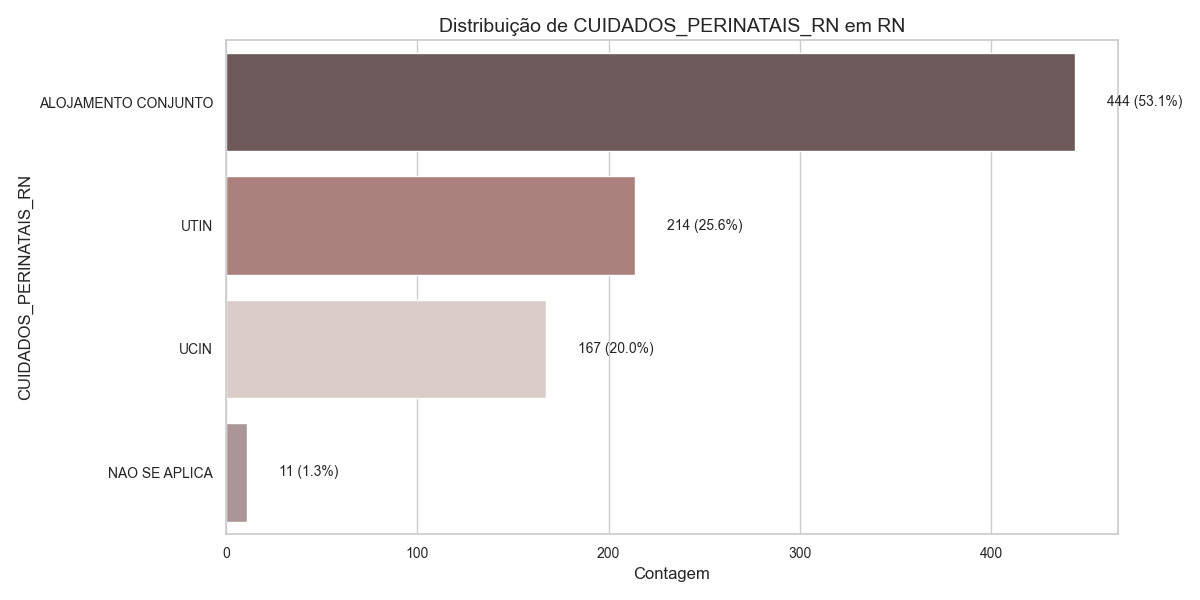 Distribuição de CUIDADOS_PERINATAIS_RN em RN
CUIDADOS_PERINATAIS_RN
ALOJAMENTO CONJUNTO
444 (53.1%)
UTIN
214 (25.6%)
UCIN
167 (20.0%)
NAO SE APLICA
11 (1.3%)
0 100 200 300 400
Contagem